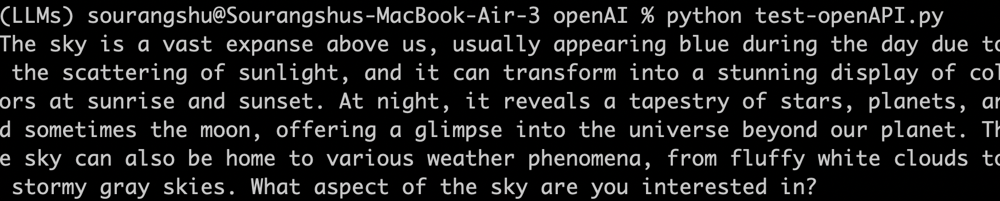 (LLMs) sourangshu@Sourangshus-MacBook-Air-3 openAI % python test-openAPI.py
The sky is a vast expanse above us, usually appearing blue during the day due to
the scattering of sunlight, and it can transform into a stunning display of col
ors at sunrise and sunset. At night, it reveals a tapestry of stars, planets, an
d sometimes the moon, offering a glimpse into the universe beyond our planet. Th
e sky can also be home to various weather phenomena, from fluffy white clouds to
stormy gray skies. What aspect of the sky are you interested in?